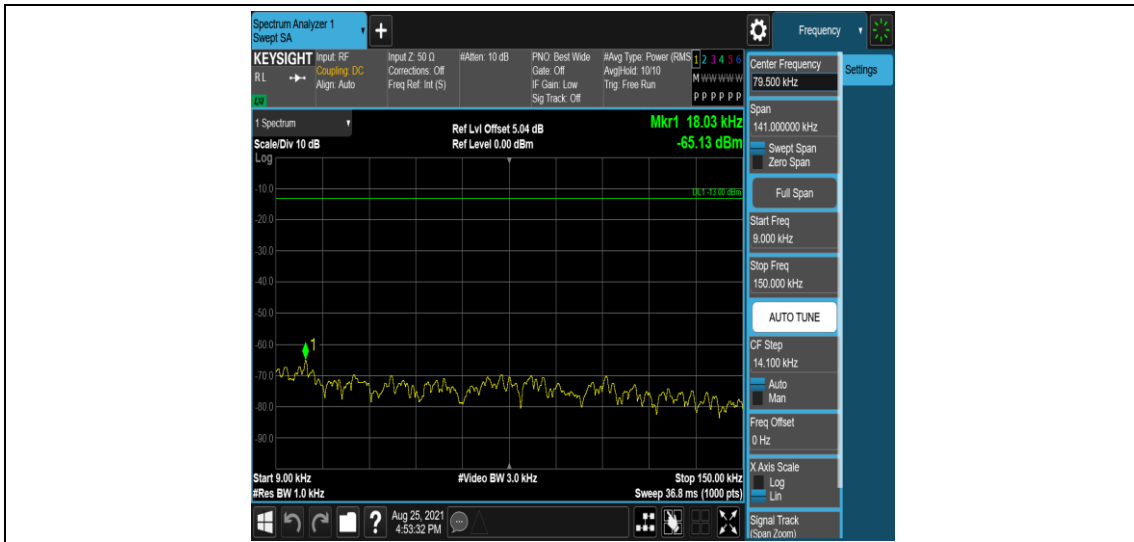 Spectrum Analyzer 1
Swept SA
+
Frequency
KEYSIGHT
RL
LXI
Input: RF
Coupling: DC
Align: Auto
Input Z: 50 Ω
Corrections: Off
Freq Ref: Int (S)
#Atten: 10 dB
PNO: Best Wide
Gate: Off
IF Gain: Low
Sig Track: Off
#Avg Type: Power (RMS
Avg|Hold: 10/10
Trig: Free Run
1 2 3 4 5 6
M W W W W W
P P P P P P
1 Spectrum
Scale/Div 10 dB
Ref Lvl Offset 5.04 dB
Ref Level 0.00 dBm
Mkr1 18.03 kHz
-65.13 dBm
Log
DL1 -13.00 dBm
-10.0
-20.0
-30.0
-40.0
-50.0
-60.0
-70.0
-80.0
-90.0
1
Start 9.00 kHz
#Res BW 1.0 kHz
#Video BW 3.0 kHz
Stop 150.00 kHz
Sweep 36.8 ms (1000 pts)
Aug 25, 2021
4:53:32 PM
?
Center Frequency
79.500 kHz
Settings
Span
141.000000 kHz
Swept Span
Zero Span
Full Span
Start Freq
9.000 kHz
Stop Freq
150.000 kHz
AUTO TUNE
CF Step
14.100 kHz
Auto
Man
Freq Offset
0 Hz
X Axis Scale
Log
Lin
Signal Track
(Span Zoom)